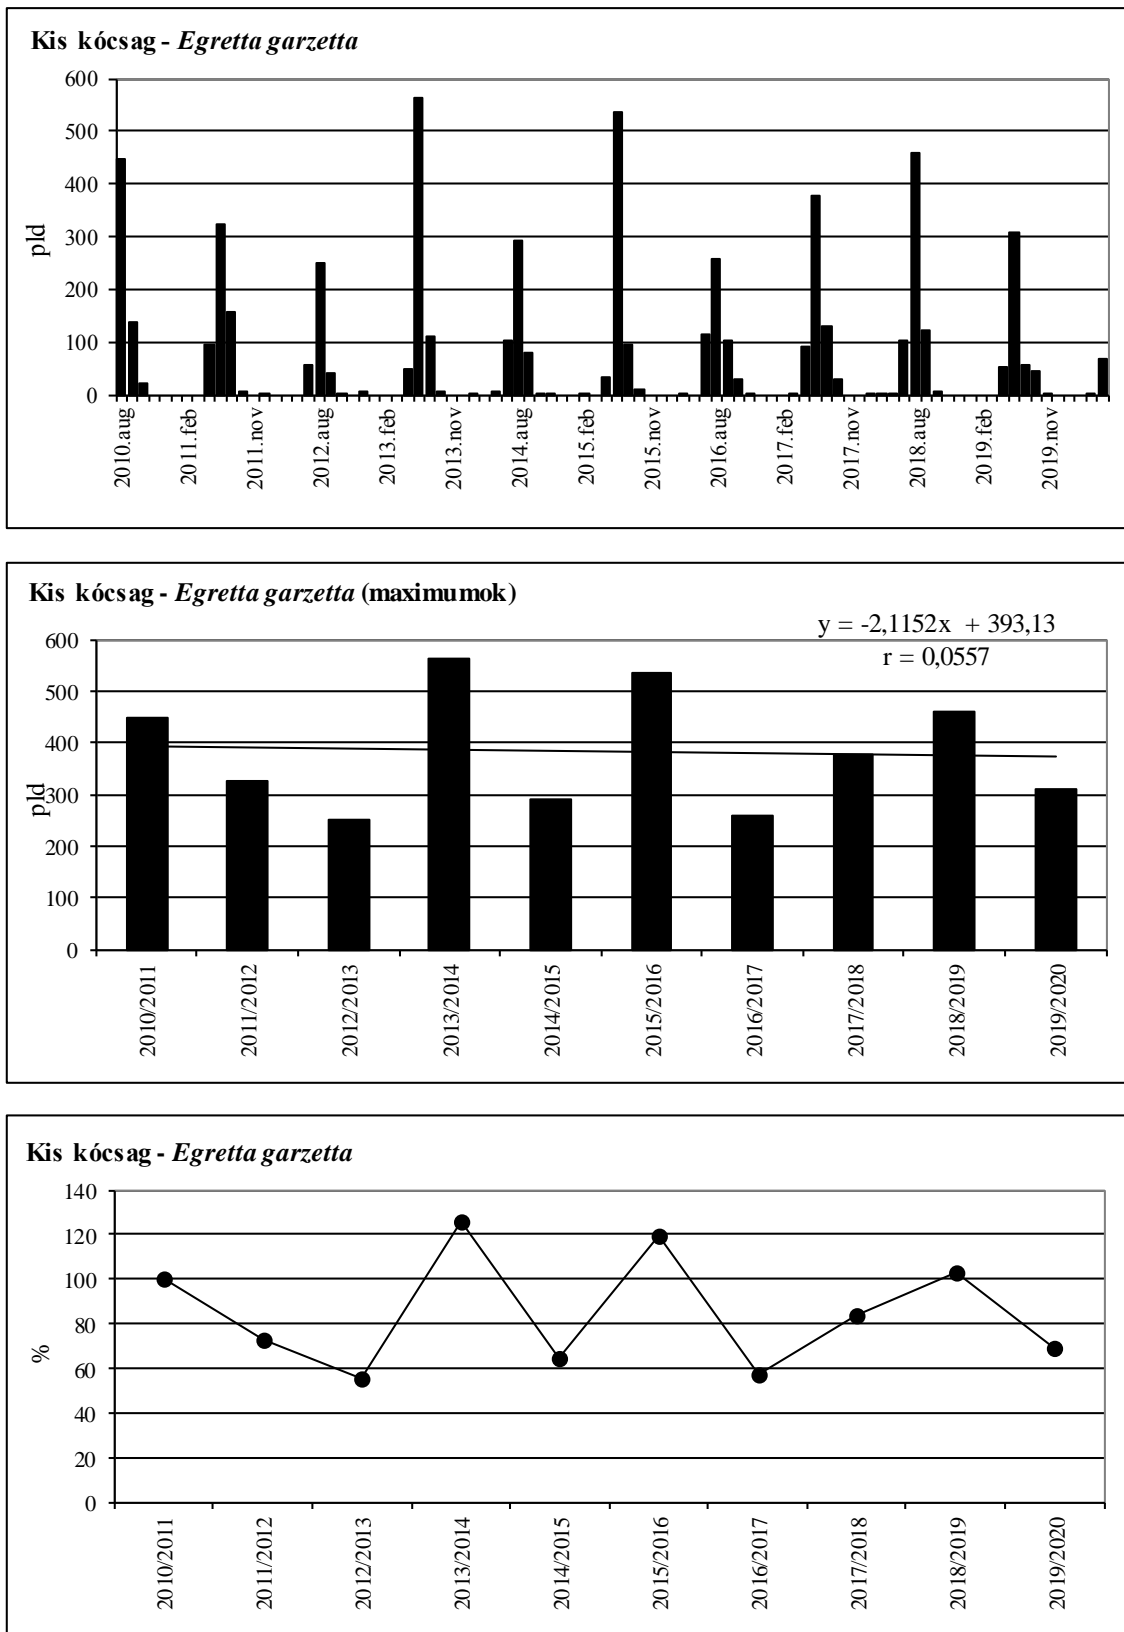 Kis kócsag - Egretta garzetta
600
500
400
300
200
100
0
pld
2010.aug
2011.feb
2011.nov
2012.aug
2013.feb
2013.nov
2014.aug
2015.feb
2015.nov
2016.aug
2017.feb
2017.nov
2018.aug
2019.feb
2019.nov
Kis kócsag - Egretta garzetta (maximumok)
y = -2,1152x + 393,13
r = 0,0557
600
500
400
300
200
100
0
pld
2010/2011
2011/2012
2012/2013
2013/2014
2014/2015
2015/2016
2016/2017
2017/2018
2018/2019
2019/2020
Kis kócsag - Egretta garzetta
140
120
100
80
60
40
20
0
%
2010/2011
2011/2012
2012/2013
2013/2014
2014/2015
2015/2016
2016/2017
2017/2018
2018/2019
2019/2020